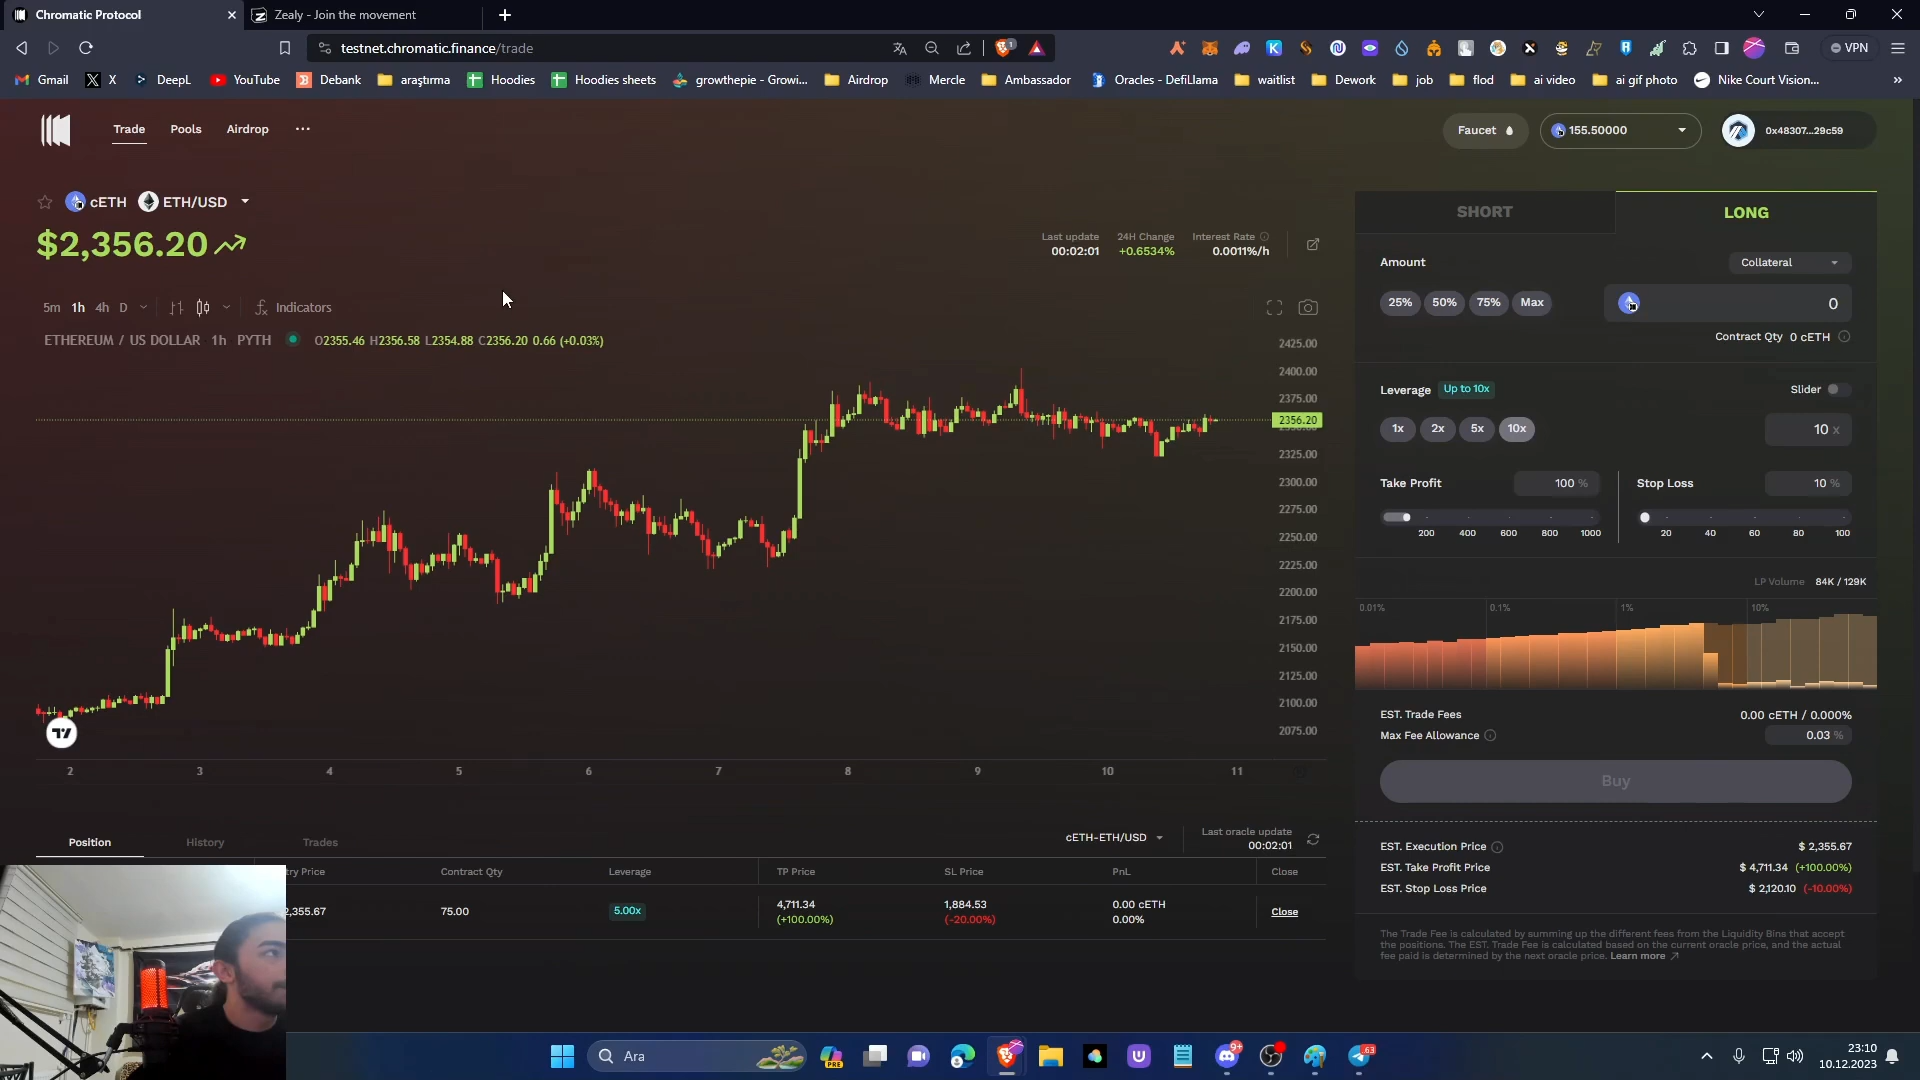 Chromatic Protocol
Zealy - Join the movement
testnet.chromatic.finance/trade
1
VPN
Gmail X DeepL YouTube Debank araştırma Hoodies Hoodies sheets growthepie - Growi... Airdrop Mercle Ambassador Oracles - DefiLlama waitlist Dework job flod ai video ai gif photo Nike Court Vision...
Trade Pools Airdrop
Faucet 155.50000 0x48307...29c59
cETH ETH/USD
$2,356.20
Last update 24H Change Interest Rate
00:02:01 +0.6534% 0.0011%/h
5m 1h 4h D Indicators
ETHEREUM / US DOLLAR 1h PYTH O2355.46 H2356.58 L2354.88 C2356.20 0.66 (+0.03%)
2425.00
2400.00
2375.00
2356.20
2325.00
2300.00
2275.00
2250.00
2225.00
2200.00
2175.00
2150.00
2125.00
2100.00
2075.00
2 3 4 5 6 7 8 9 10 11
SHORT LONG
Amount Collateral
25% 50% 75% Max 0
Contract Qty 0 cETH
Leverage Up to 10x Slider
1x 2x 5x 10x 10 x
Take Profit 100 % Stop Loss 10 %
200 400 600 800 1000 20 40 60 80 100
LP Volume 84K / 129K
0.01% 0.1% 1% 10%
EST. Trade Fees 0.00 cETH / 0.000%
Max Fee Allowance 0.03 %
Buy
EST. Execution Price $ 2,355.67
EST. Take Profit Price $ 4,711.34 (+100.00%)
EST. Stop Loss Price $ 2,120.10 (-10.00%)
The Trade Fee is calculated by summing up the different fees from the Liquidity Bins that accept
the positions. The EST. Trade Fee is calculated based on the current oracle price, and the actual
fee paid is determined by the next oracle price. Learn more
Position History Trades
cETH-ETH/USD Last oracle update
00:02:01
try Price Contract Qty Leverage TP Price SL Price PnL Close
2,355.67 75.00 5.00x 4,711.34 1,884.53 0.00 cETH Close
(+100.00%) (-20.00%) 0.00%
Ara
PRE
9+
63
23:10
10.12.2023